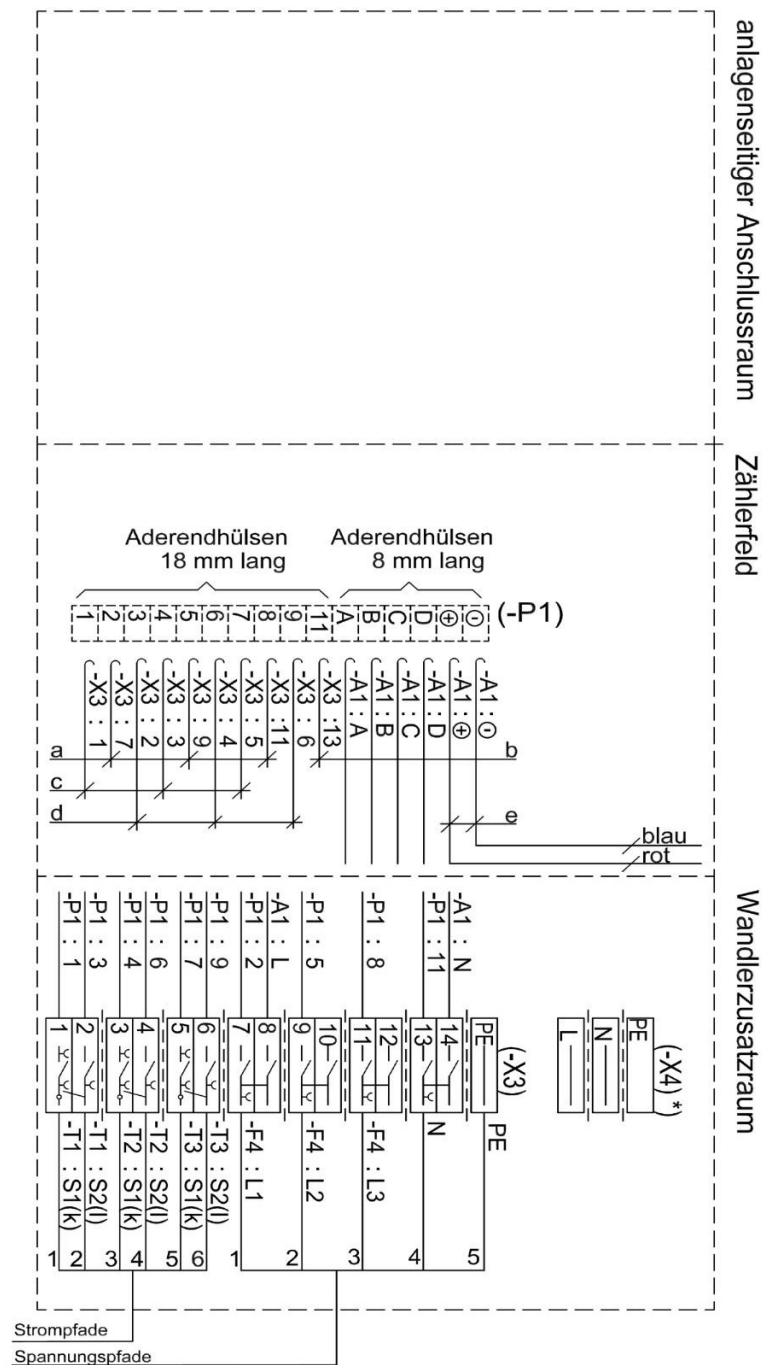 anlagenseitiger Anschlussraum
Zählerfeld
Aderendhülsen
18 mm lang
Aderendhülsen
8 mm lang
1 2 3 4 5 6 7 8 9 11 A B C D ⊕ ⊖ (-P1)
-X3 : 1
-X3 : 7
-X3 : 2
-X3 : 3
-X3 : 9
-X3 : 4
-X3 : 5
-X3 :11
-X3 : 6
-X3 :13
-A1 : A
-A1 : B
-A1 : C
-A1 : D
-A1 : ⊕
-A1 : ⊖
a
b
c
d
e
blau
rot
Wandlerzusatzraum
-P1 : 1
-P1 : 3
-P1 : 4
-P1 : 6
-P1 : 7
-P1 : 9
-P1 : 2
-A1 : L
-P1 : 5
-P1 : 8
-P1 : 11
-A1 : N
1 2 3 4 5 6 7 8 9 10 11 12 13 14 PE (-X3)
L N PE (-X4) *)
-T1 : S1(k)
-T1 : S2(l)
-T2 : S1(k)
-T2 : S2(l)
-T3 : S1(k)
-T3 : S2(l)
-F4 : L1
-F4 : L2
-F4 : L3
N
PE
1 2 3 4 5 6 1 2 3 4 5
Strompfade
Spannungspfade